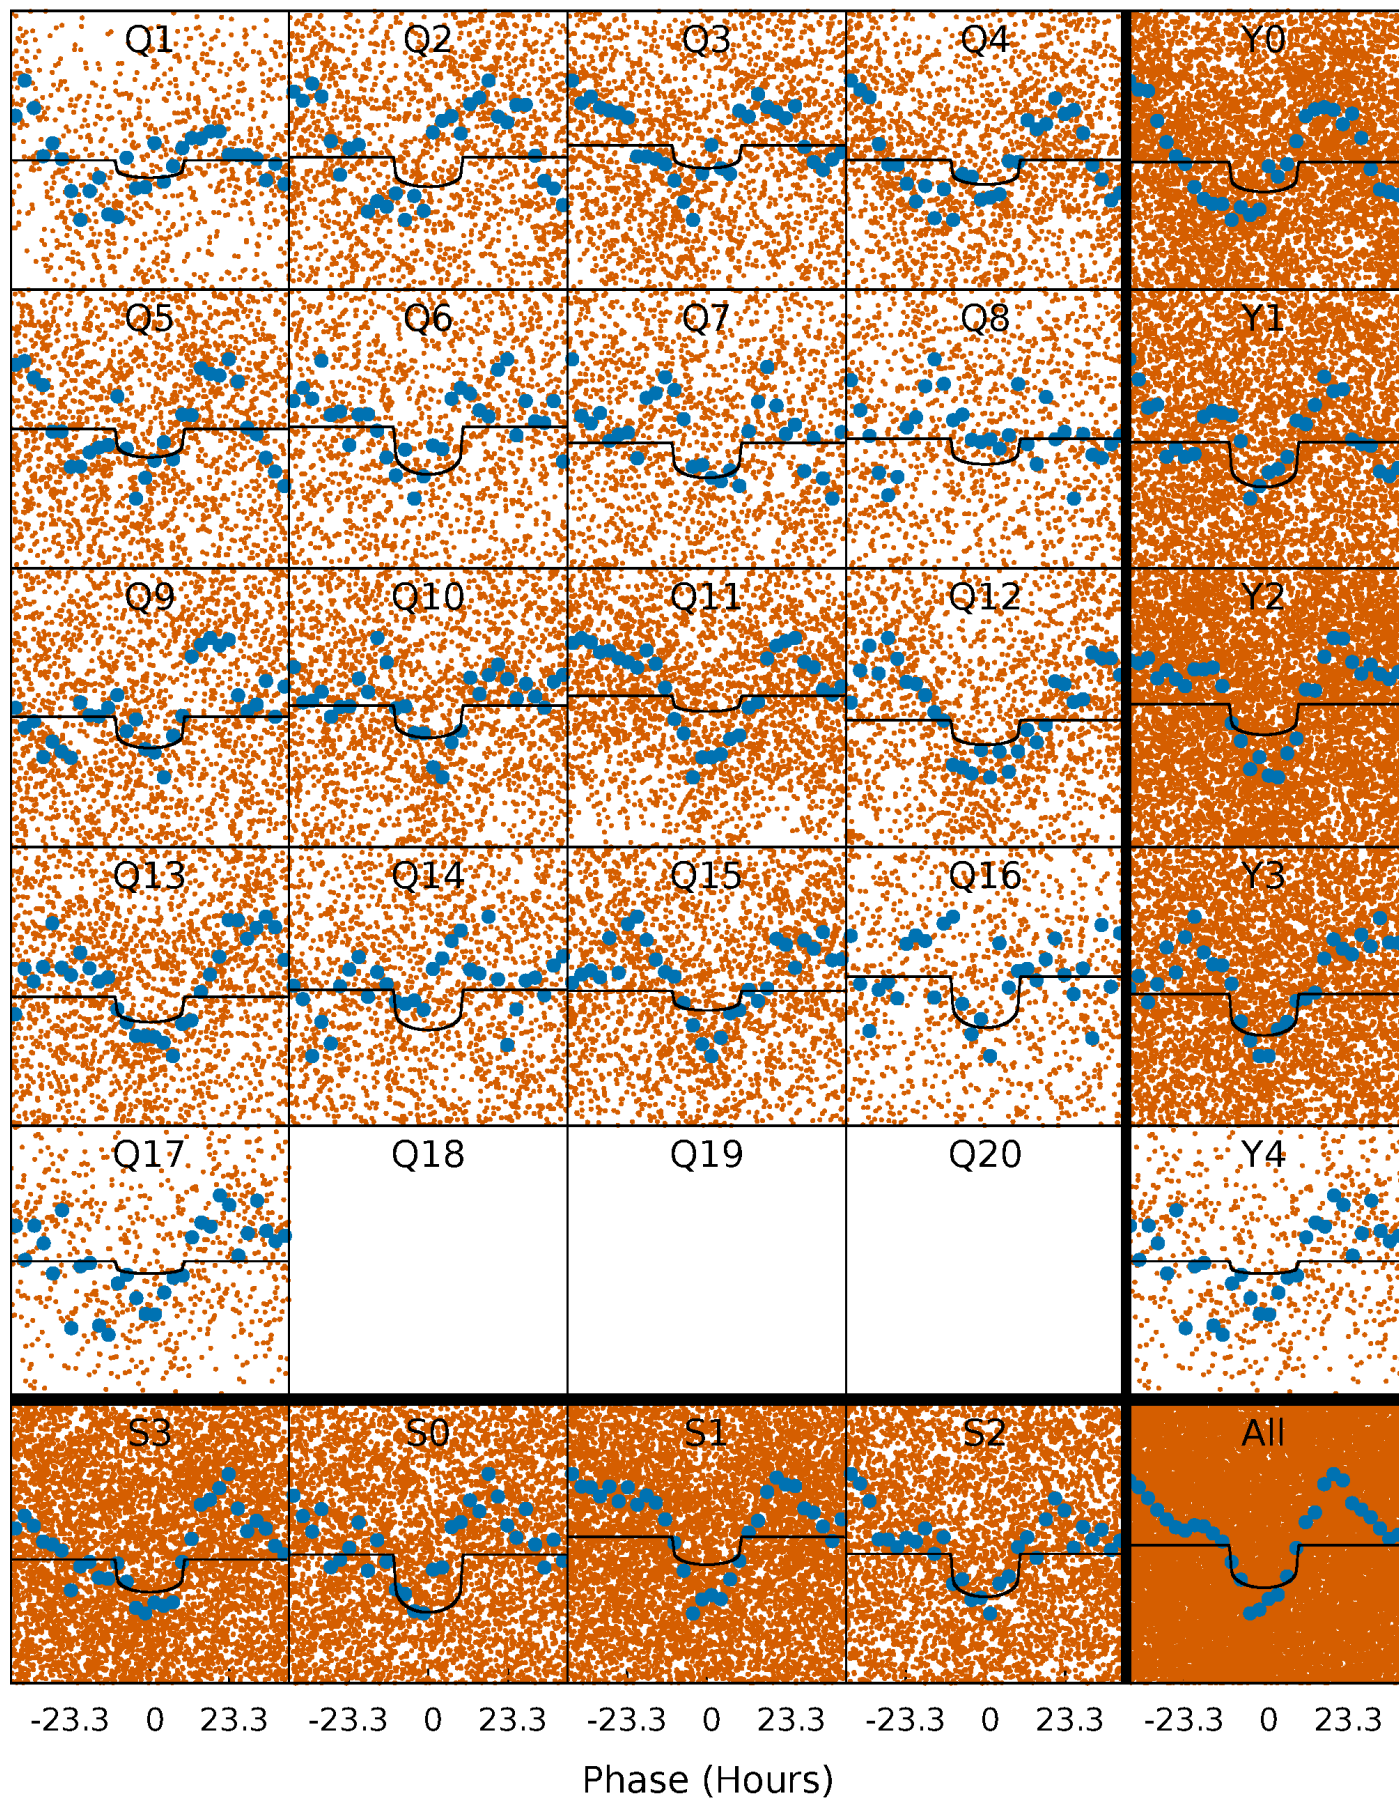 Q1 Q2 Q3 Q4 Y0
Q5 Q6 Q7 Q8 Y1
Q9 Q10 Q11 Q12 Y2
Q13 Q14 Q15 Q16 Y3
Q17 Q18 Q19 Q20 Y4
S3 S0 S1 S2 All
-23.3 0 23.3 -23.3 0 23.3 -23.3 0 23.3 -23.3 0 23.3 -23.3 0 23.3
Phase (Hours)